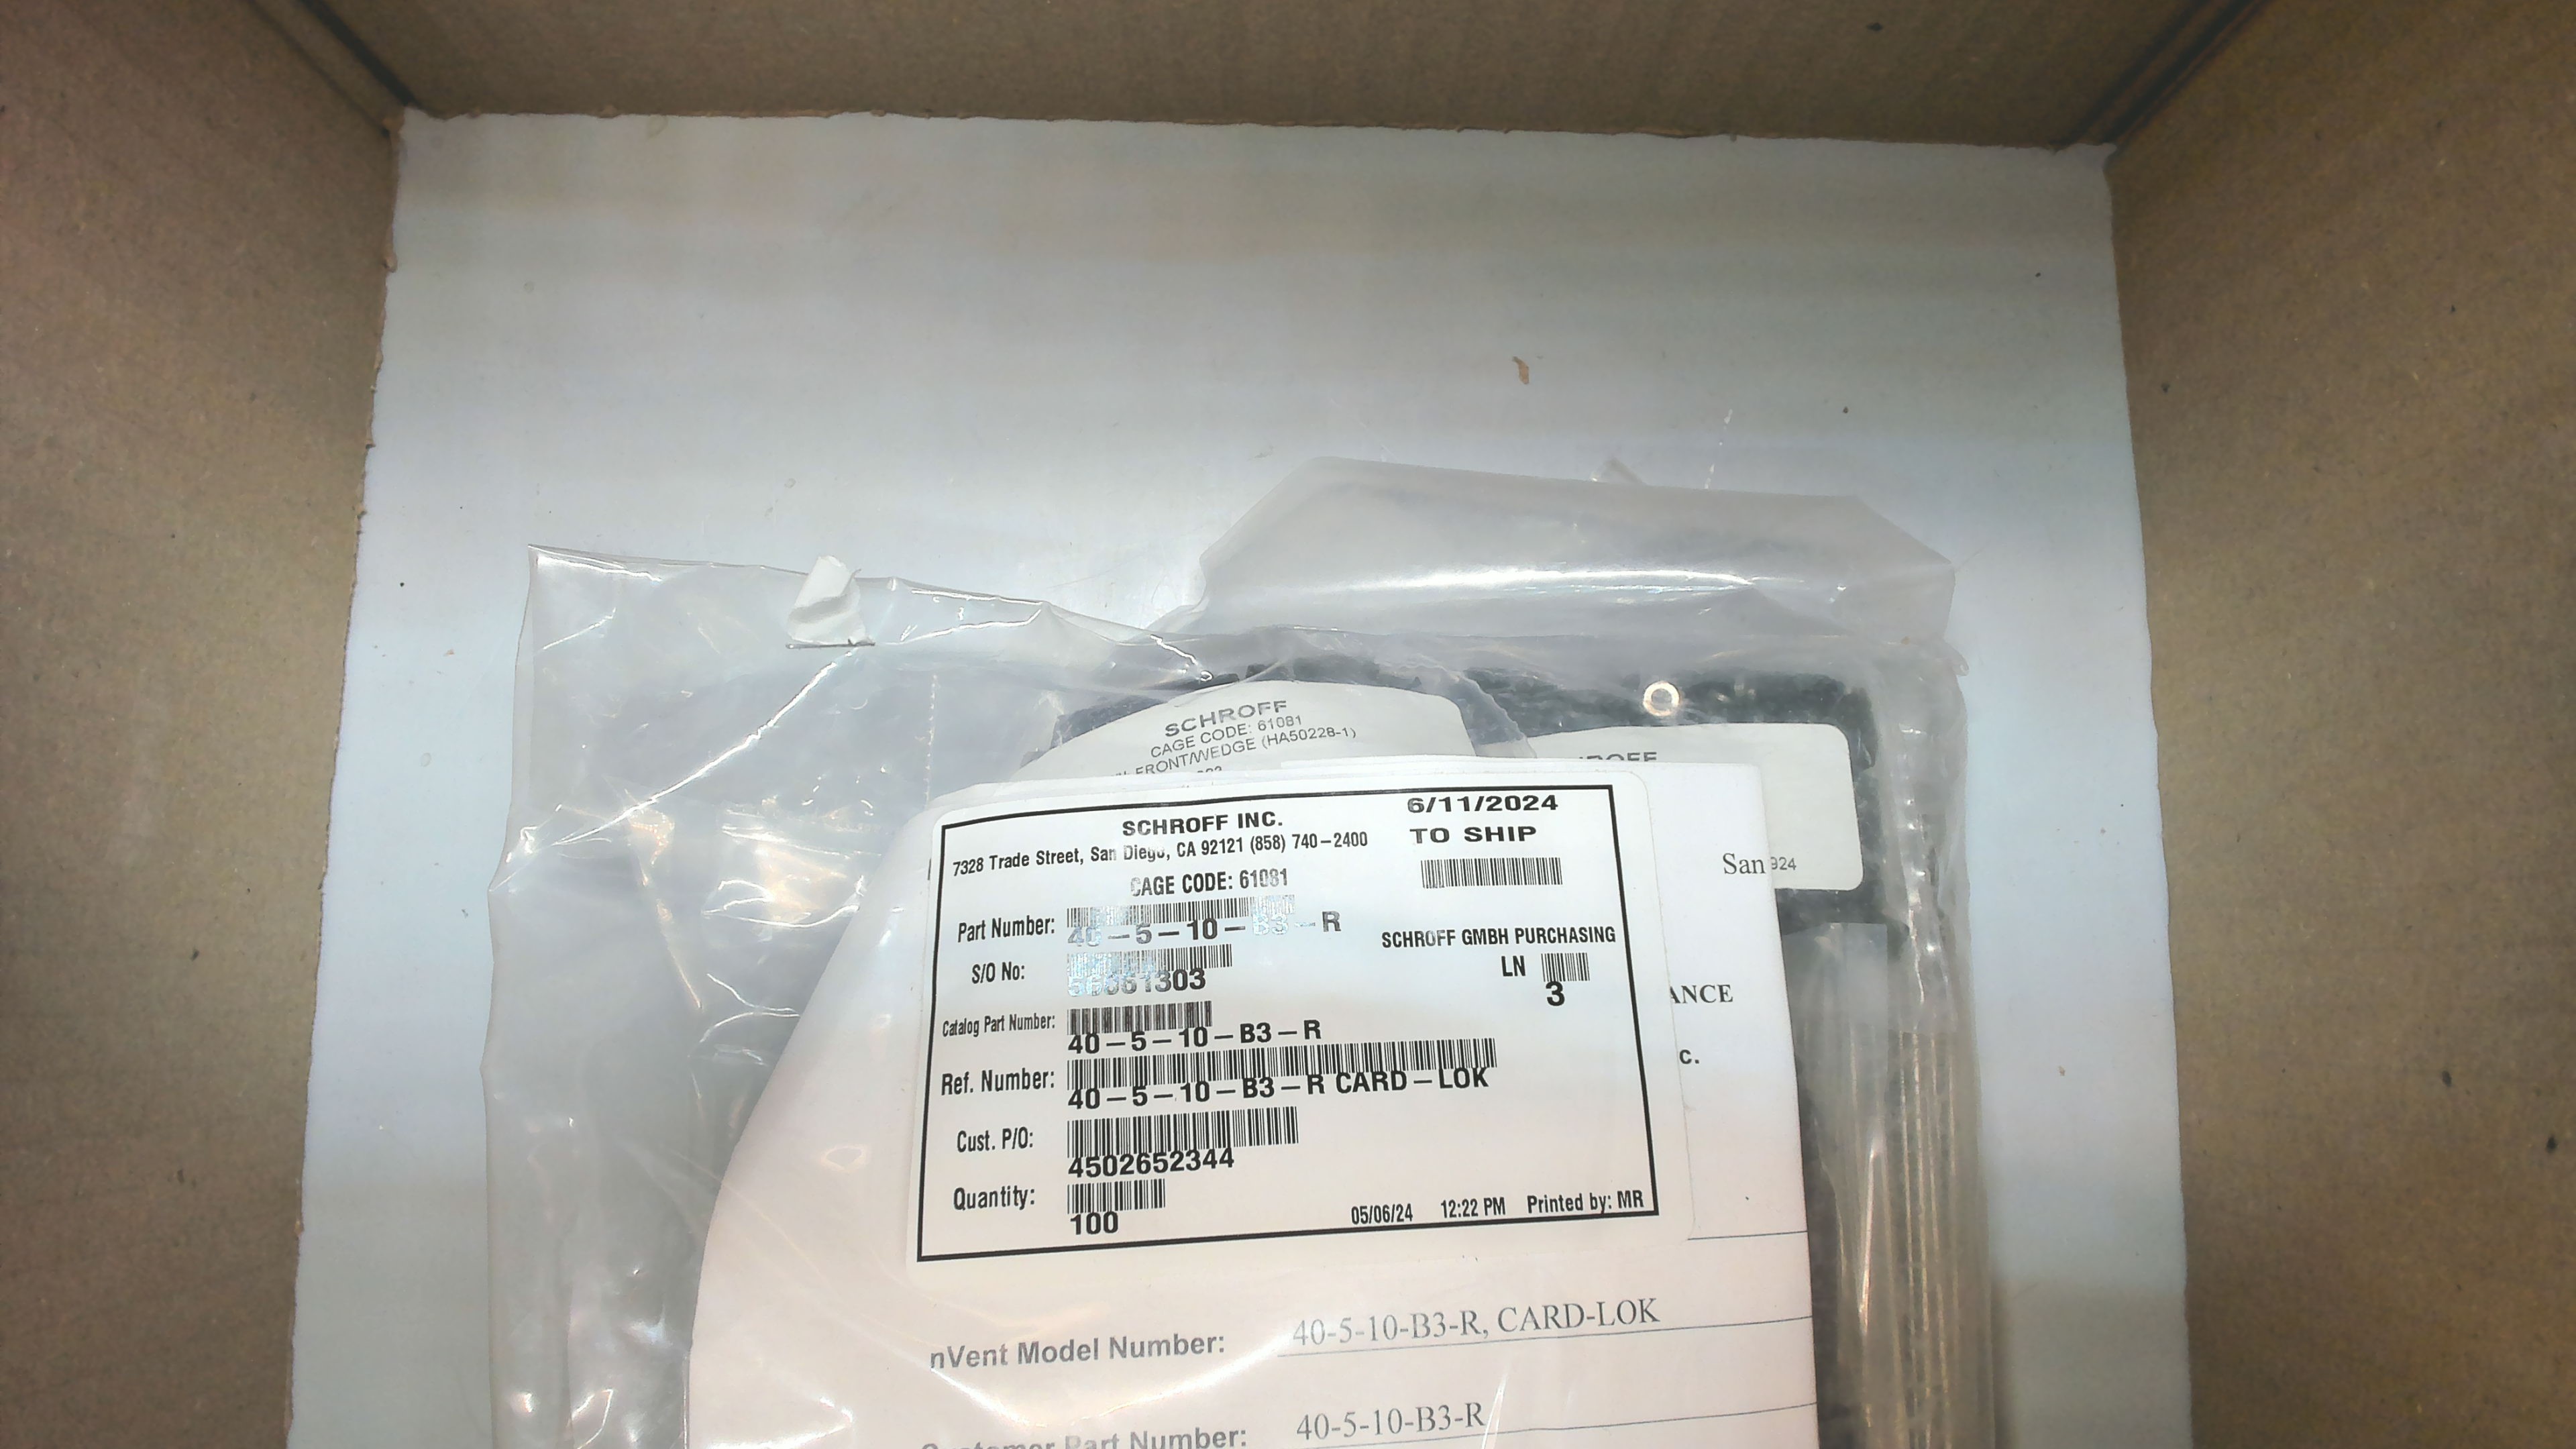 SCHROFF
CAGE CODE: 61081
FRONT/WEDGE (HA50228-1)
San 924
ANCE
c.
SCHROFF INC.
7328 Trade Street, San Diego, CA 92121 (858) 740-2400
CAGE CODE: 61081
6/11/2024
TO SHIP
Part Number:
40-5-10-B3-R
SCHROFF GMBH PURCHASING
LN
3
S/O No:
Catalog Part Number:
40-5-10-B3-R
Ref. Number:
40-5-10-B3-R CARD-LOK
Cust. P/O:
4502652344
Quantity:
100
05/06/24 12:22 PM Printed by: MR
nVent Model Number: 40-5-10-B3-R, CARD-LOK
Customer Part Number: 40-5-10-B3-R